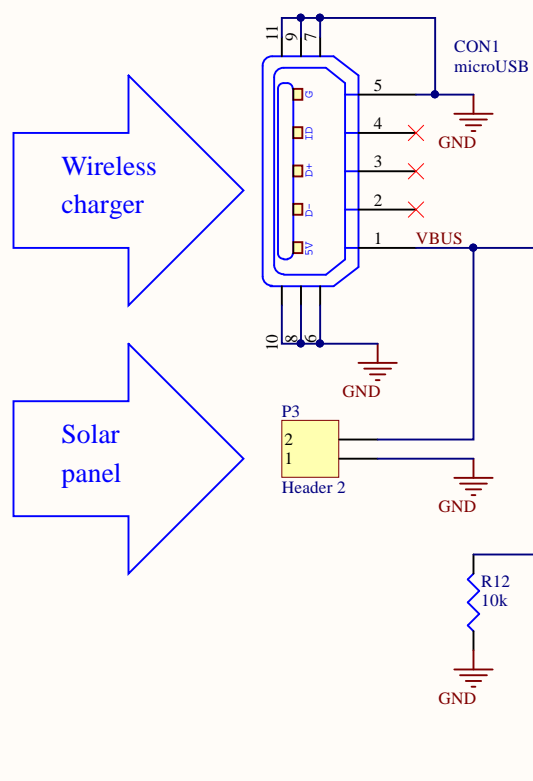 11
9
7
CON1
microUSB
G
5
GND
ID
4
D+
3
D-
2
5V
1
VBUS
Wireless
charger
10
8
6
GND
P3
2
1
Header 2
GND
Solar
panel
R12
10k
GND